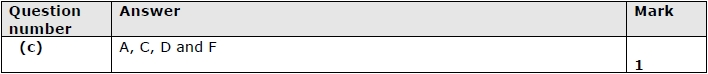 Question number Answer Mark
(c) A, C, D and F 1